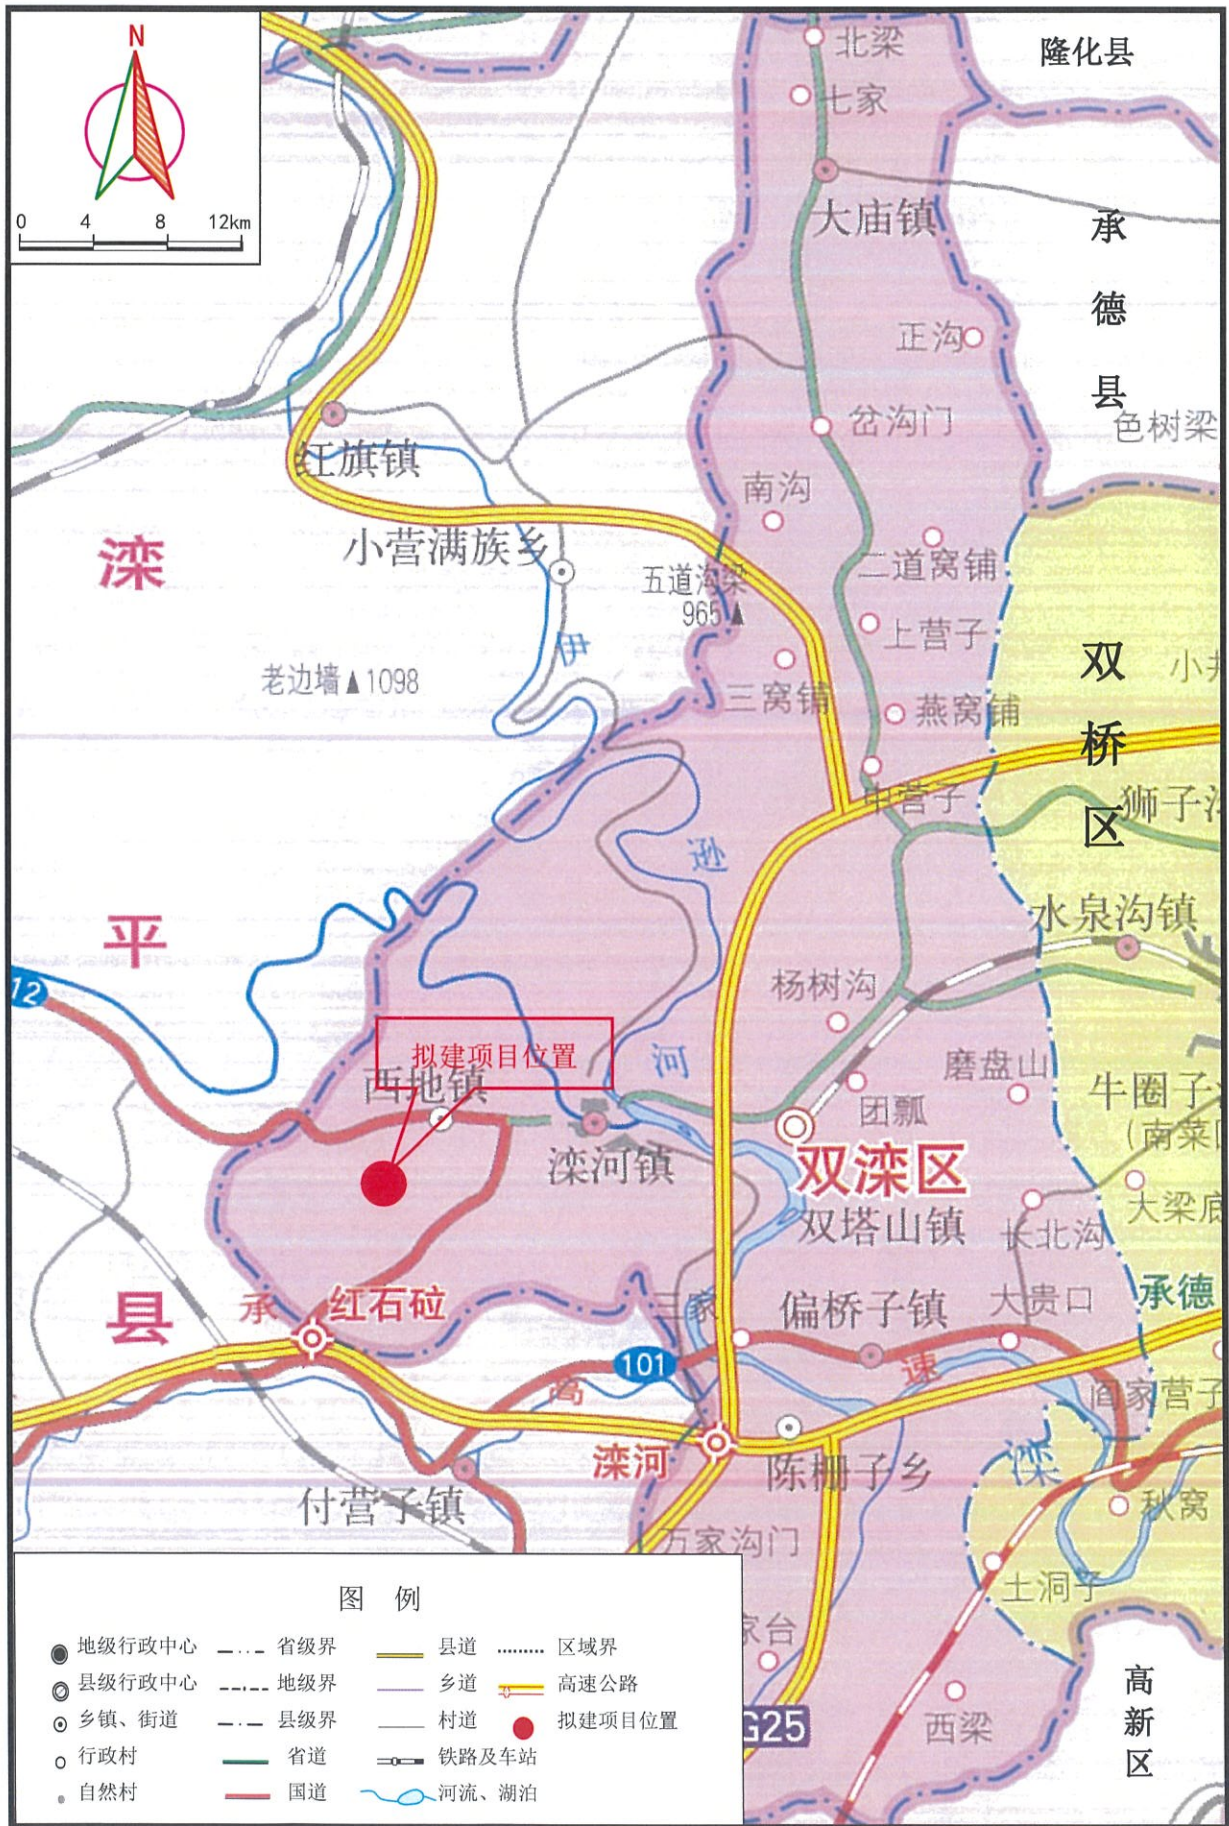 N
0 4 8 12km
北梁
隆化县
七家
大庙镇
承德县
正沟
岔沟门
色树梁
红旗镇
南沟
小营满族乡
二道窝铺
五道沟梁
965
滦平县
上营子
双桥区
老边墙 1098
三窝铺
燕窝铺
中营子
狮子
水泉沟镇
杨树沟
12
拟建项目位置
河
磨盘山
西地镇
团瓢
牛圈子
(南菜
滦河镇
双滦区
大梁底
双塔山镇
长北沟
承
红石砬
三家
偏桥子镇
大贵口
承德
101
高
速
阎家营子
滦河
陈栅子乡
滦
付营子镇
秋窝
万家沟门
土洞子
家台
高新区
G25
西梁
图 例
地级行政中心 省级界 县道 区域界
县级行政中心 地级界 乡道 高速公路
乡镇、街道 县级界 村道 拟建项目位置
行政村 省道 铁路及车站
自然村 国道 河流、湖泊